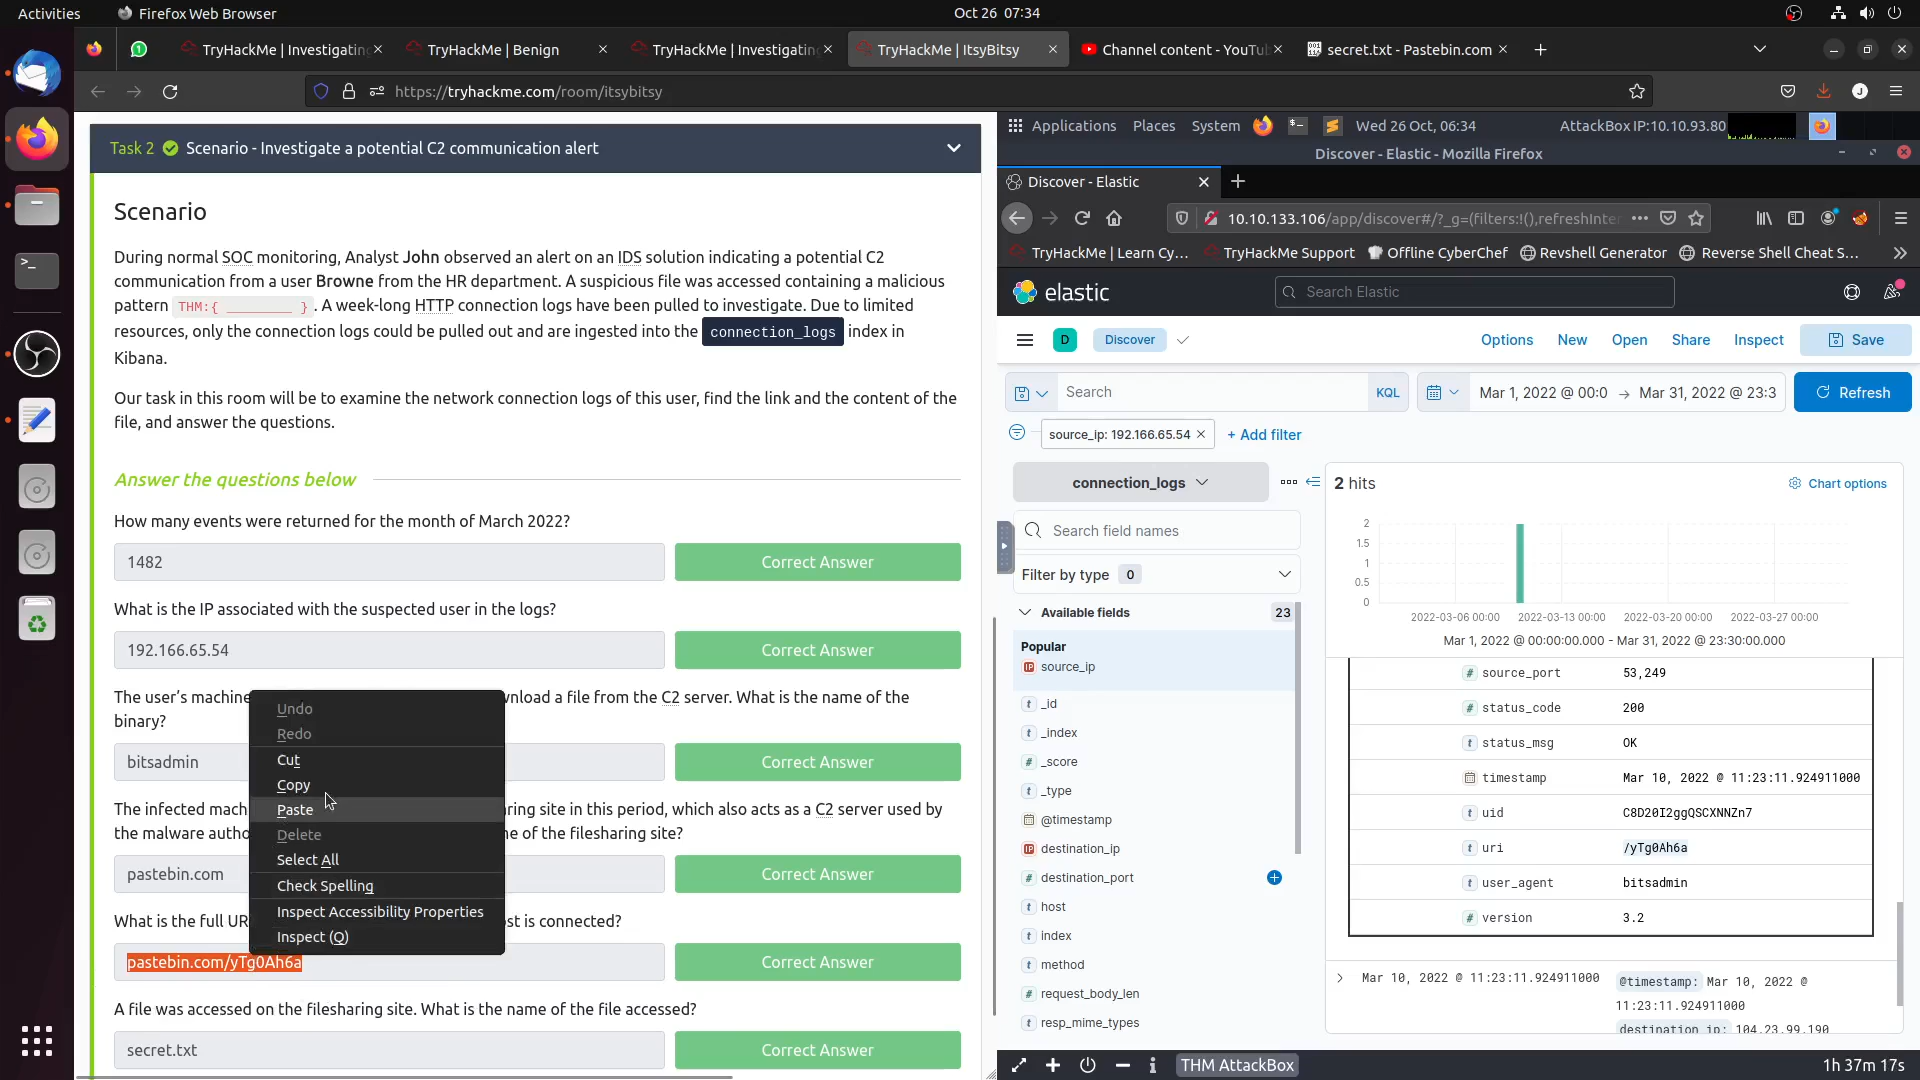 Activities
Firefox Web Browser
Oct 26 07:34
TryHackMe | Investigating
TryHackMe | Benign
TryHackMe | Investigating
TryHackMe | ItsyBitsy
Channel content - YouTub
secret.txt - Pastebin.com
https://tryhackme.com/room/itsybitsy
Task 2 Scenario - Investigate a potential C2 communication alert
Scenario
During normal SOC monitoring, Analyst John observed an alert on an IDS solution indicating a potential C2
communication from a user Browne from the HR department. A suspicious file was accessed containing a malicious
pattern THM:{ ________ } . A week-long HTTP connection logs have been pulled to investigate. Due to limited
resources, only the connection logs could be pulled out and are ingested into the connection_logs index in
Kibana.
Our task in this room will be to examine the network connection logs of this user, find the link and the content of the
file, and answer the questions.
Answer the questions below
How many events were returned for the month of March 2022?
1482
Correct Answer
What is the IP associated with the suspected user in the logs?
192.166.65.54
Correct Answer
The user's machine
wnload a file from the C2 server. What is the name of the
binary?
bitsadmin
Correct Answer
The infected mach
ring site in this period, which also acts as a C2 server used by
the malware autho
e of the filesharing site?
pastebin.com
Correct Answer
What is the full UR
st is connected?
pastebin.com/yTg0Ah6a
Correct Answer
A file was accessed on the filesharing site. What is the name of the file accessed?
secret.txt
Correct Answer
Undo
Redo
Cut
Copy
Paste
Delete
Select All
Check Spelling
Inspect Accessibility Properties
Inspect (Q)
Applications Places System
Wed 26 Oct, 06:34
AttackBox IP:10.10.93.80
Discover - Elastic - Mozilla Firefox
Discover - Elastic
10.10.133.106/app/discover#/?_g=(filters:!(),refreshInter
TryHackMe | Learn Cy…
TryHackMe Support
Offline CyberChef
Revshell Generator
Reverse Shell Cheat S…
elastic
Search Elastic
D
Discover
Options
New
Open
Share
Inspect
Save
Search
KQL
Mar 1, 2022 @ 00:0 → Mar 31, 2022 @ 23:3
Refresh
source_ip: 192.166.65.54
+ Add filter
connection_logs
2 hits
Chart options
Search field names
Filter by type 0
Available fields 23
Popular
source_ip
_id
_index
_score
_type
@timestamp
destination_ip
destination_port
host
index
method
request_body_len
resp_mime_types
2
1.5
1
0.5
0
2022-03-06 00:00
2022-03-13 00:00
2022-03-20 00:00
2022-03-27 00:00
Mar 1, 2022 @ 00:00:00.000 - Mar 31, 2022 @ 23:30:00.000
source_port 53,249
status_code 200
status_msg OK
timestamp Mar 10, 2022 @ 11:23:11.924911000
uid C8D20I2ggQSCXNNZn7
uri /yTg0Ah6a
user_agent bitsadmin
version 3.2
Mar 10, 2022 @ 11:23:11.924911000
@timestamp: Mar 10, 2022 @
11:23:11.924911000
destination_ip: 104.23.99.190
THM AttackBox
1h 37m 17s